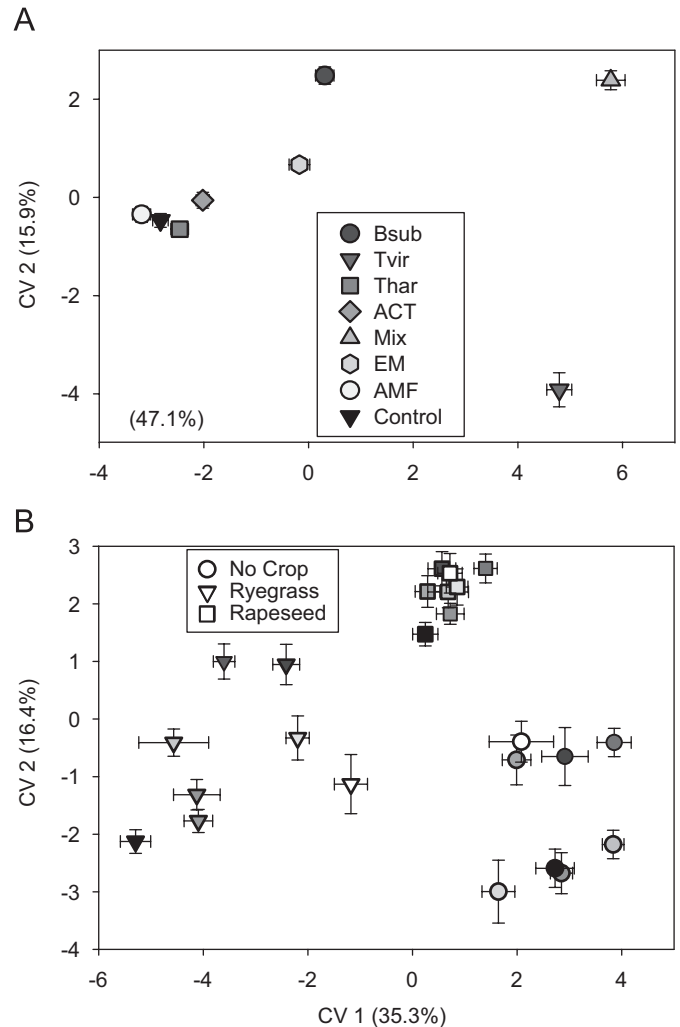 A
CV 2 (15.9%)
2
0
-2
-4
Bsub
Tvir
Thar
ACT
Mix
EM
AMF
Control
(47.1%)
-4 -2 0 2 4 6
B
CV 2 (16.4%)
3
2
1
0
-1
-2
-3
-4
No Crop
Ryegrass
Rapeseed
-6 -4 -2 0 2 4
CV 1 (35.3%)